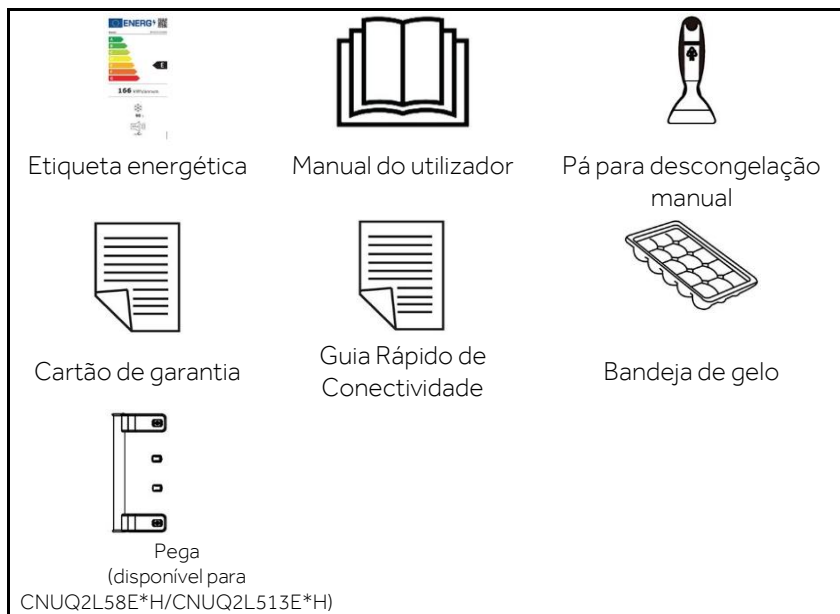 ENERG
A
E
166
Etiqueta energética
Manual do utilizador
Pá para descongelação
manual
Cartão de garantia
Guia Rápido de
Conectividade
Bandeja de gelo
Pega
(disponível para
CNUQ2L58E*H/CNUQ2L513E*H)